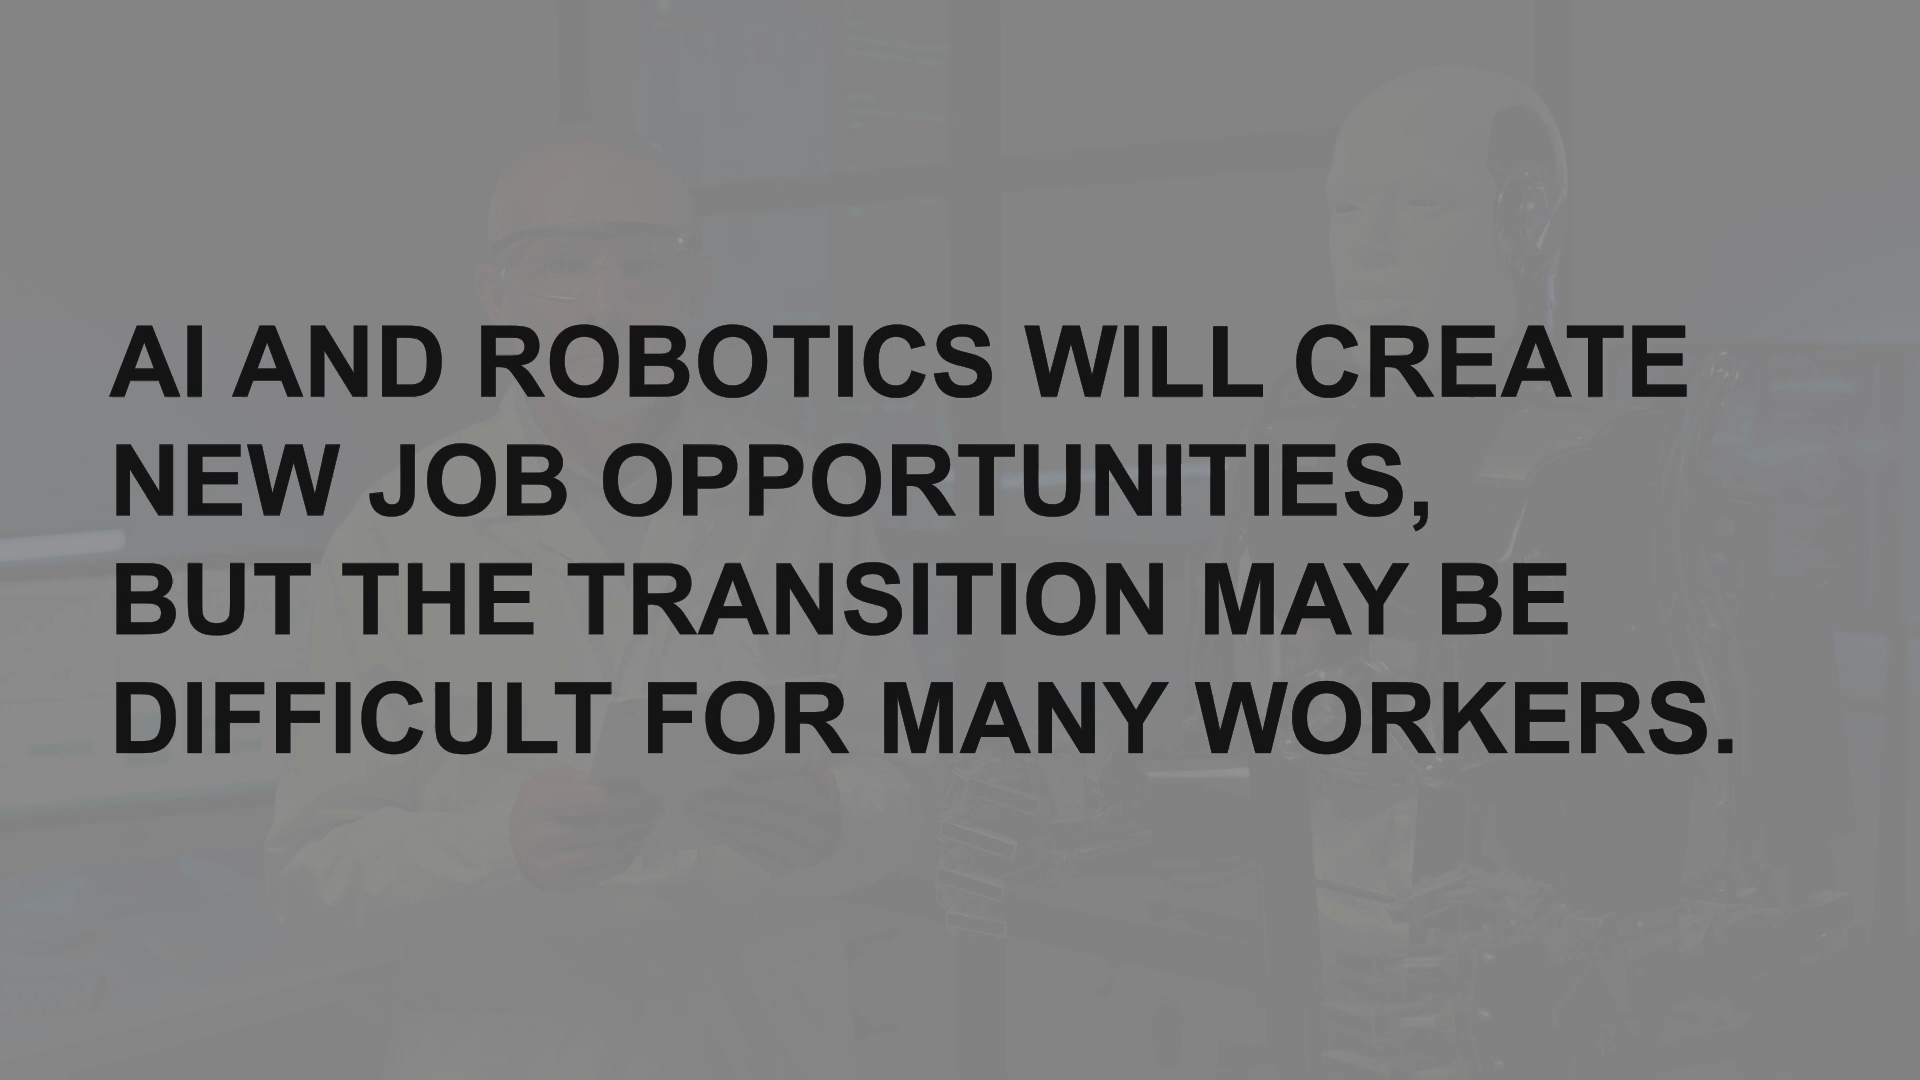 AI AND ROBOTICS WILL CREATE
NEW JOB OPPORTUNITIES,
BUT THE TRANSITION MAY BE
DIFFICULT FOR MANY WORKERS.